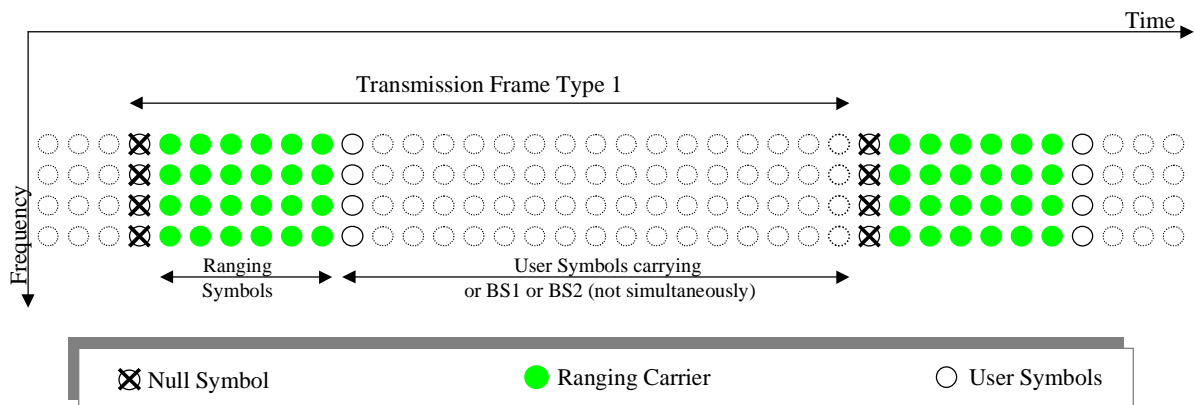 Time
Transmission Frame Type 1
Frequency
Ranging
Symbols
User Symbols carrying
or BS1 or BS2 (not simultaneously)
Null Symbol
Ranging Carrier
User Symbols